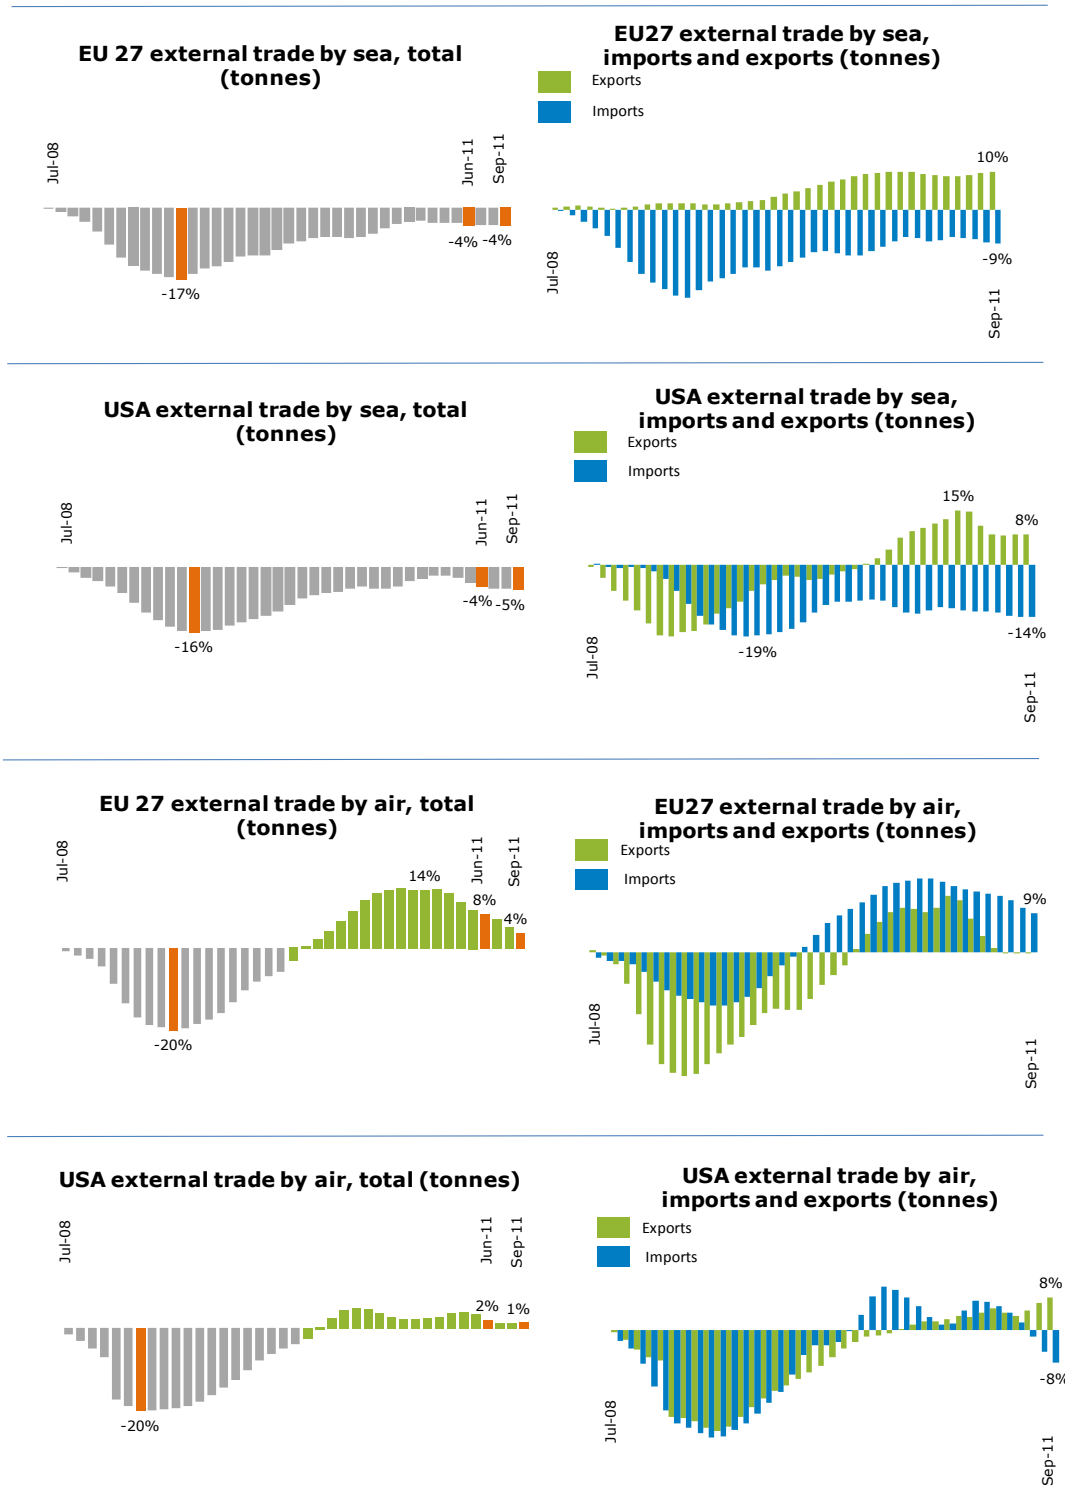 EU 27 external trade by sea, total
(tonnes)
Jul-08
Jun-11
Sep-11
-4%
-4%
-17%
EU27 external trade by sea,
imports and exports (tonnes)
Exports
Imports
10%
Jul-08
-9%
Sep-11
USA external trade by sea, total
(tonnes)
Jul-08
Jun-11
Sep-11
-4%
-5%
-16%
USA external trade by sea,
imports and exports (tonnes)
Exports
Imports
15%
8%
Jul-08
-19%
-14%
Sep-11
EU 27 external trade by air, total
(tonnes)
Jul-08
Jun-11
Sep-11
14%
8%
4%
-20%
EU27 external trade by air,
imports and exports (tonnes)
Exports
Imports
9%
Jul-08
Sep-11
USA external trade by air, total (tonnes)
Jul-08
Jun-11
Sep-11
2%
1%
-20%
USA external trade by air,
imports and exports (tonnes)
Exports
Imports
8%
-8%
Jul-08
Sep-11